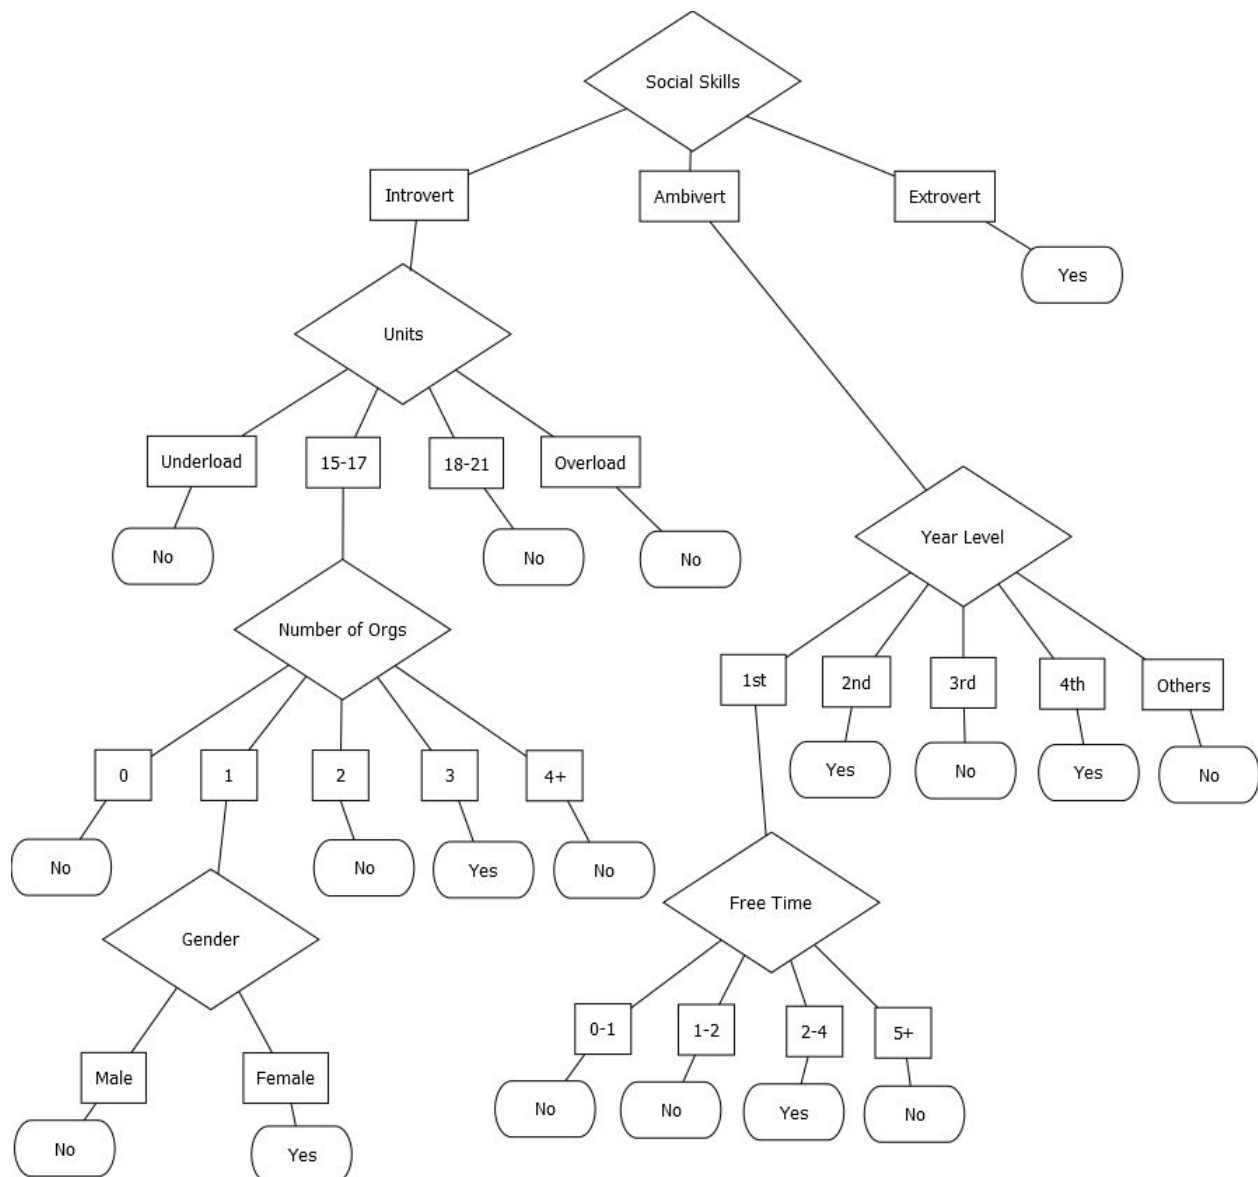 Social Skills
Introvert
Ambivert
Extrovert
Yes
Units
Underload
15-17
18-21
Overload
No
No
No
Year Level
Number of Orgs
1st
2nd
3rd
4th
Others
Yes
No
Yes
No
0
1
2
3
4+
No
No
Yes
No
Free Time
Gender
0-1
1-2
2-4
5+
Male
Female
No
No
Yes
No
No
Yes